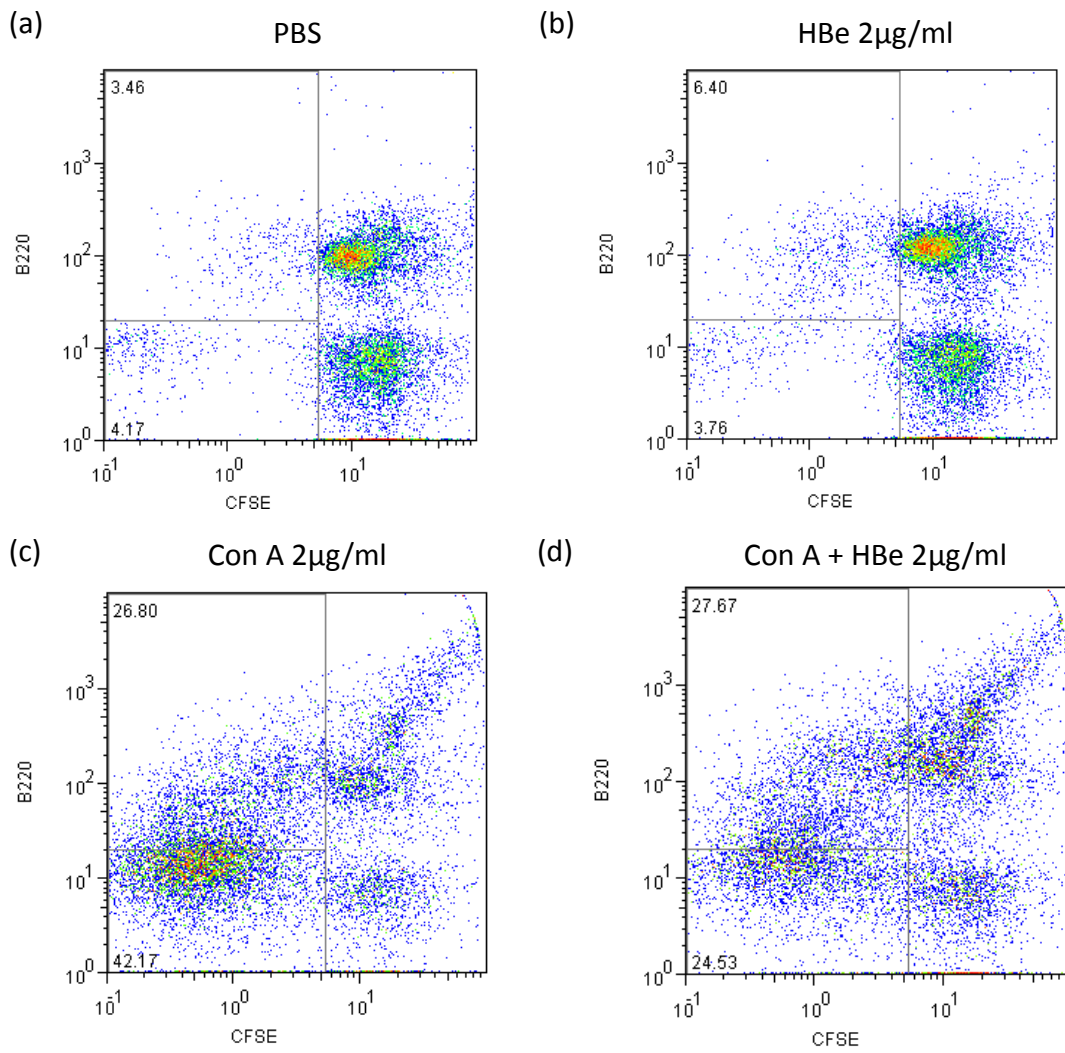 (a) PBS
3.46
10³
10²
10¹
10⁰
B220
4.17
10⁻¹ 10⁰ 10¹
CFSE
(b) HBe 2µg/ml
6.40
10³
10²
10¹
10⁰
B220
3.76
10⁻¹ 10⁰ 10¹
CFSE
(c) Con A 2µg/ml
26.80
10³
10²
10¹
10⁰
B220
42.17
10⁻¹ 10⁰ 10¹
CFSE
(d) Con A + HBe 2µg/ml
27.67
10³
10²
10¹
10⁰
B220
24.53
10⁻¹ 10⁰ 10¹
CFSE